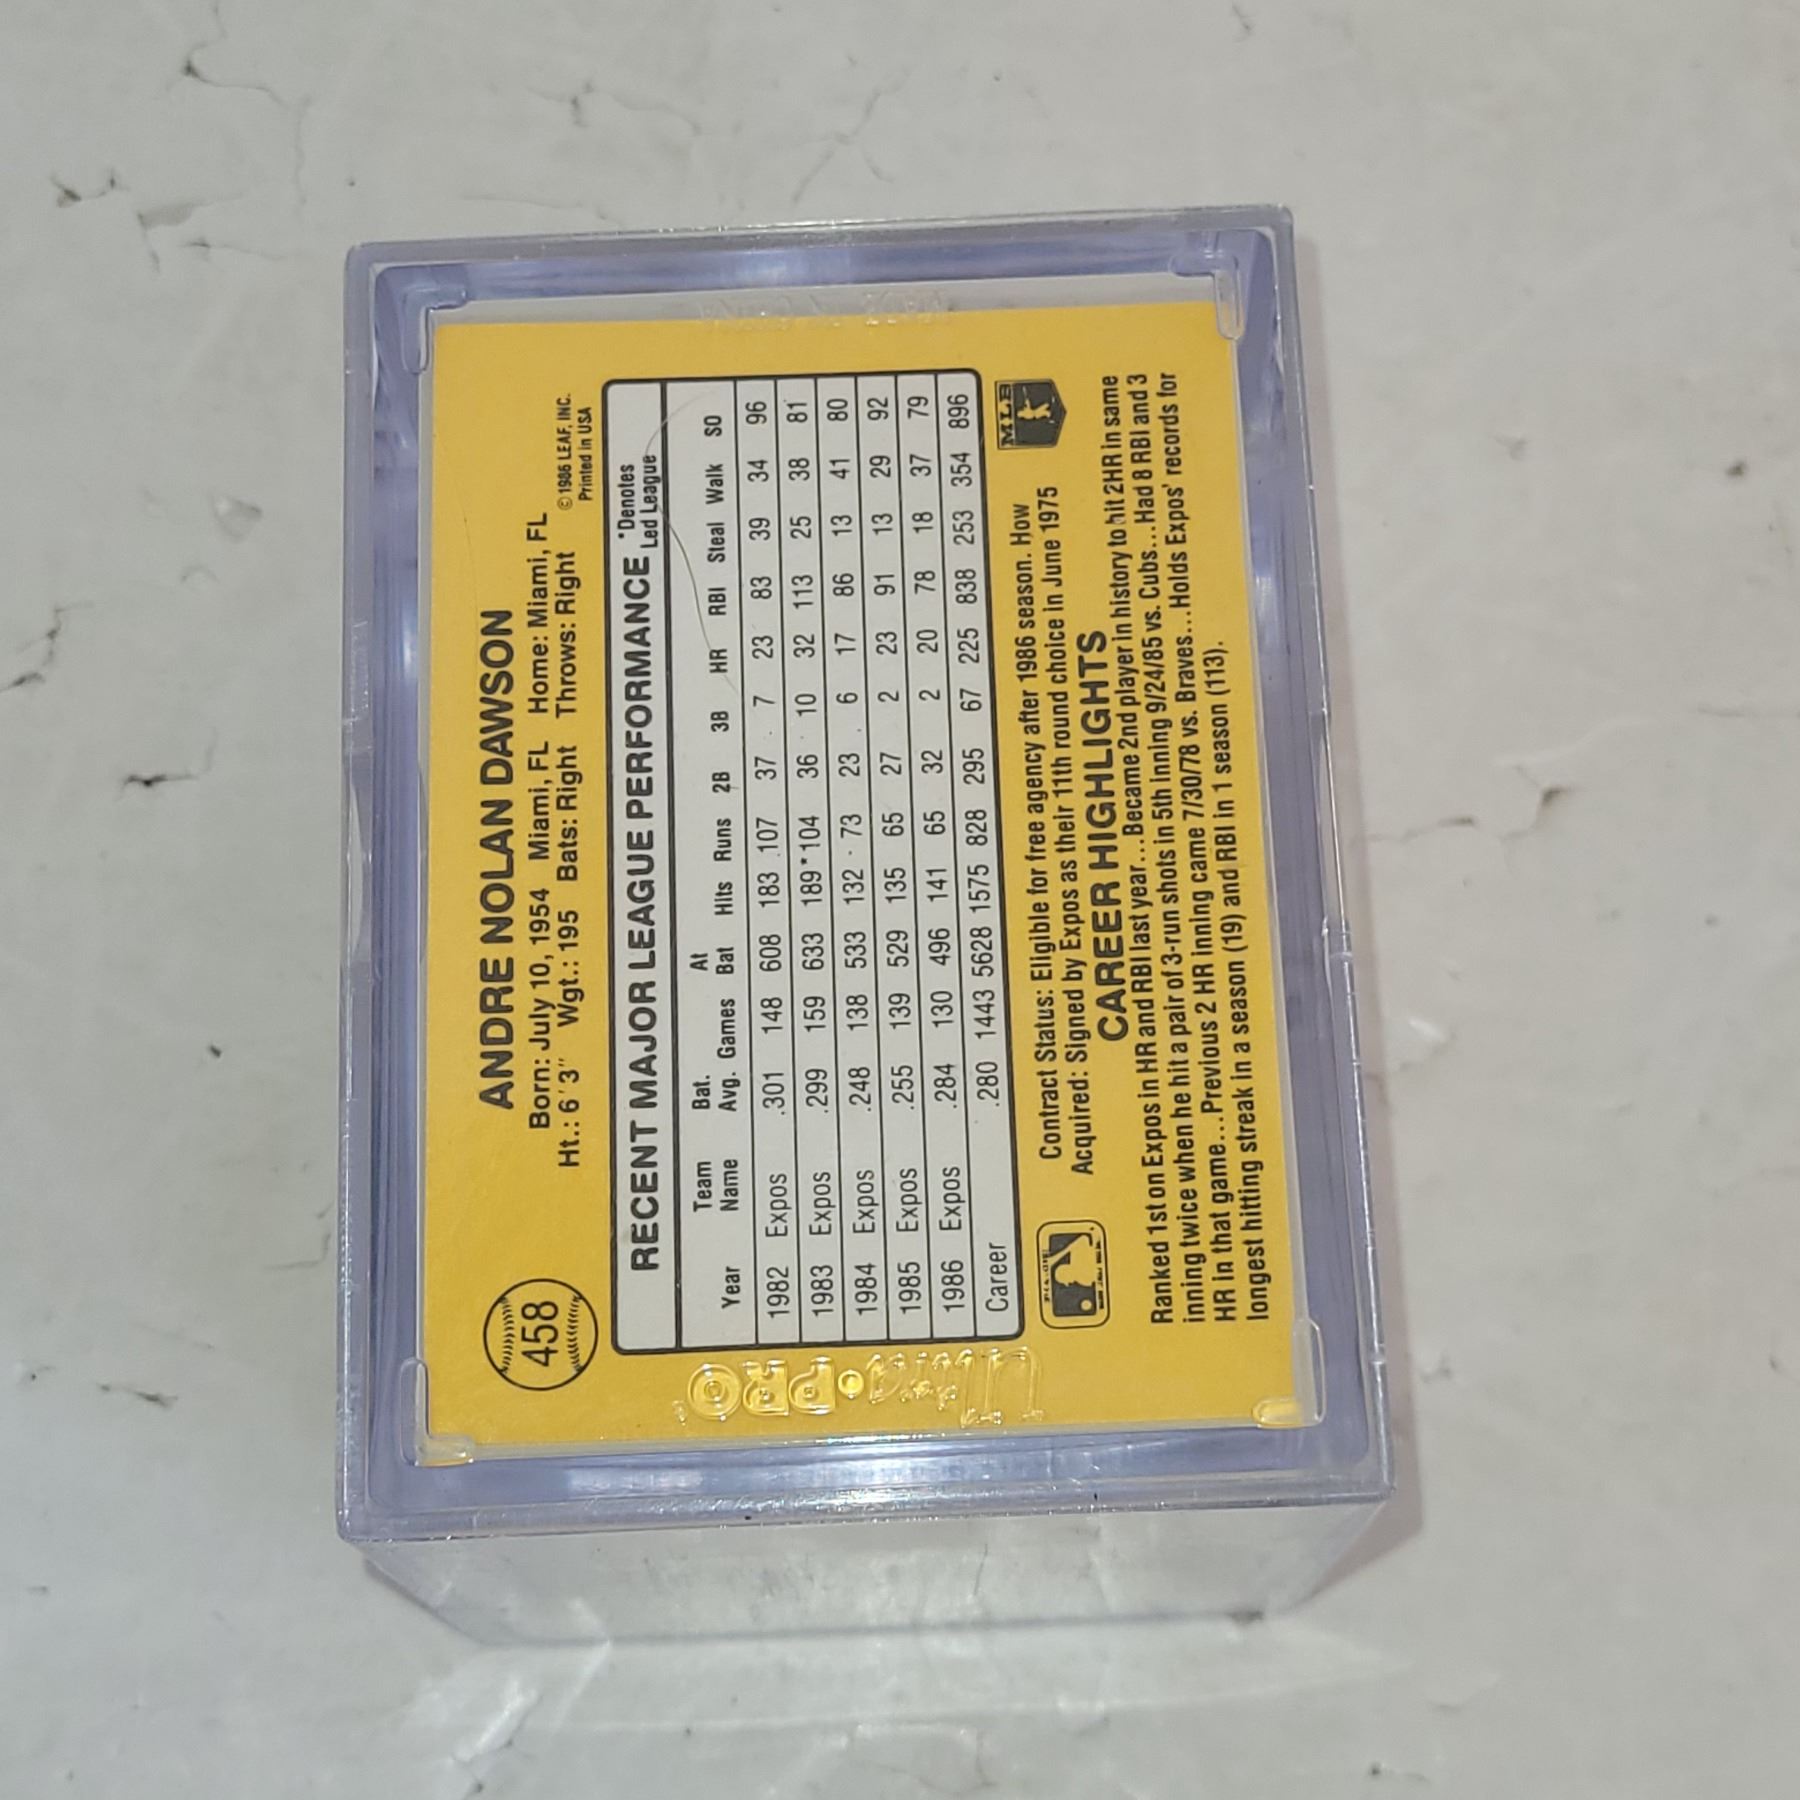 458
ANDRE NOLAN DAWSON
Born: July 10, 1954 Miami, FL Home: Miami, FL
Ht.: 6'3" Wgt.: 195 Bats: Right Throws: Right
© 1986 LEAF, INC.
Printed in USA
RECENT MAJOR LEAGUE PERFORMANCE *Denotes Led League
Year Team Name Bat. Avg. Games At Bat Hits Runs 2B 3B HR RBI Steal Walk SO
1982 Expos .301 148 608 183 107 37 7 23 83 39 34 96
1983 Expos .299 159 633 189* 104 36 10 32 113 25 38 81
1984 Expos .248 138 533 132 73 23 6 17 86 13 41 80
1985 Expos .255 139 529 135 65 27 2 23 91 13 29 92
1986 Expos .284 130 496 141 65 32 2 20 78 18 37 79
Career .280 1443 5628 1575 828 295 67 225 838 253 354 896
Contract Status: Eligible for free agency after 1986 season. How
Acquired: Signed by Expos as their 11th round choice in June 1975
MLB
CAREER HIGHLIGHTS
Ranked 1st on Expos in HR and RBI last year...Became 2nd player in history to hit 2HR in same
inning twice when he hit a pair of 3-run shots in 5th inning 9/24/85 vs. Cubs...Had 8 RBI and 3
HR in that game...Previous 2 HR inning came 7/30/78 vs. Braves...Holds Expos' records for
longest hitting streak in a season (19) and RBI in 1 season (113).
Ultra·PRO